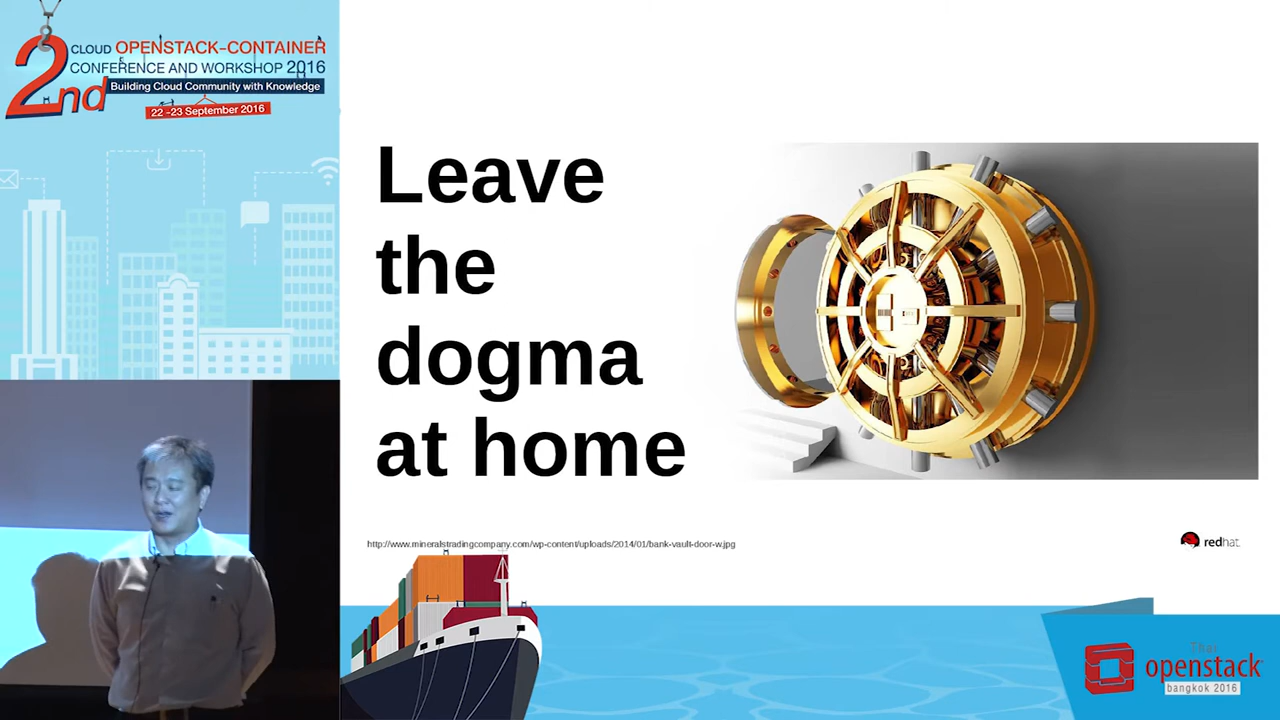 2nd
CLOUD OPENSTACK-CONTAINER
CONFERENCE AND WORKSHOP 2016
Building Cloud Community with Knowledge
22 -23 September 2016
Leave
the
dogma
at home
http://www.mineralstradingcompany.com/wp-content/uploads/2014/01/bank-vault-door-w.jpg
redhat.
Thai
openstack
bangkok 2016